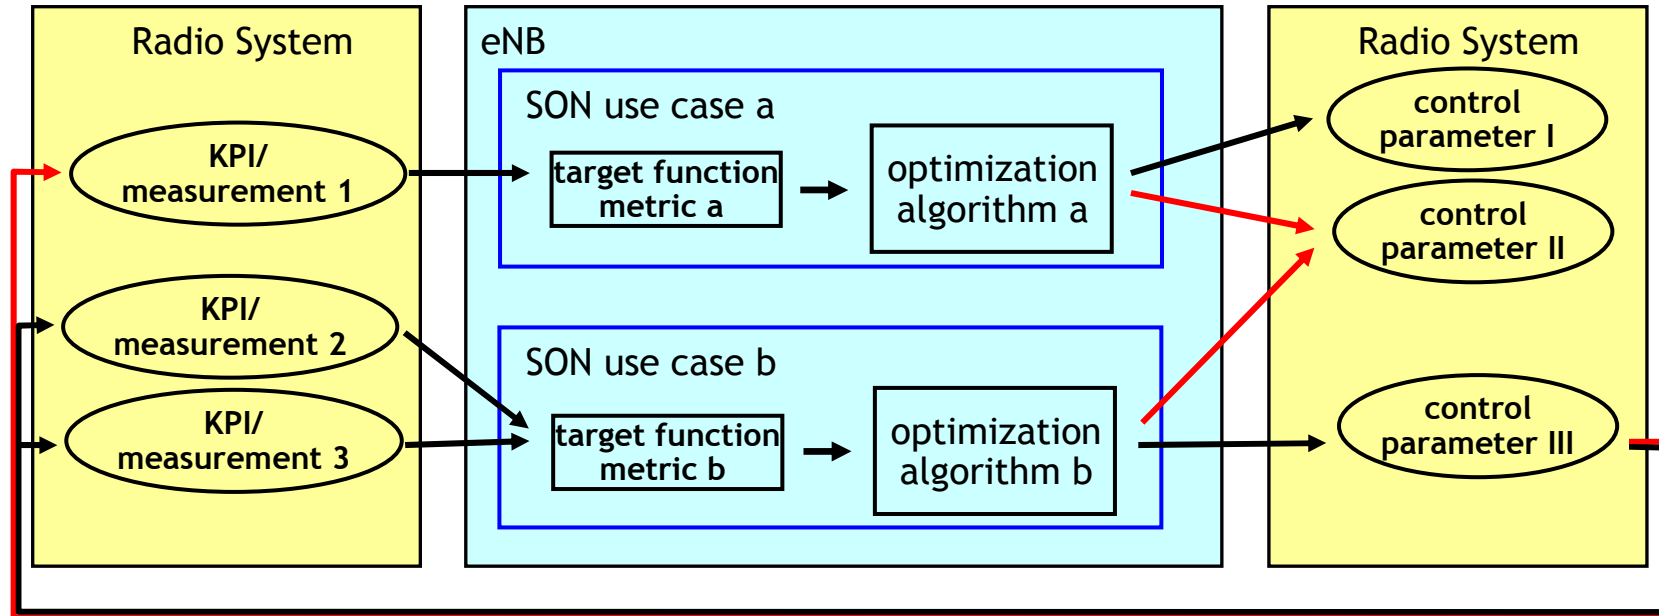 Radio System
KPI/
measurement 1
KPI/
measurement 2
KPI/
measurement 3
eNB
SON use case a
target function
metric a
optimization
algorithm a
SON use case b
target function
metric b
optimization
algorithm b
Radio System
control
parameter I
control
parameter II
control
parameter III